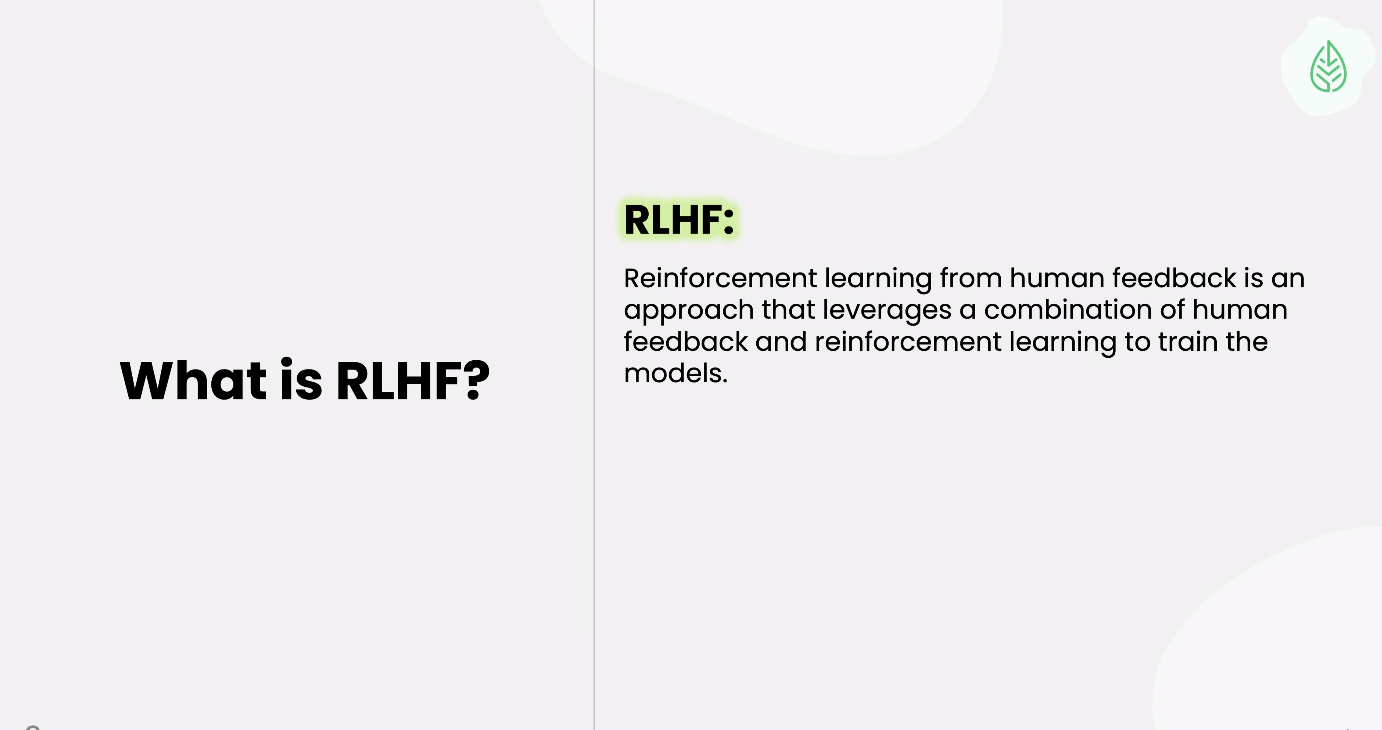 What is RLHF?
RLHF:
Reinforcement learning from human feedback is an
approach that leverages a combination of human
feedback and reinforcement learning to train the
models.